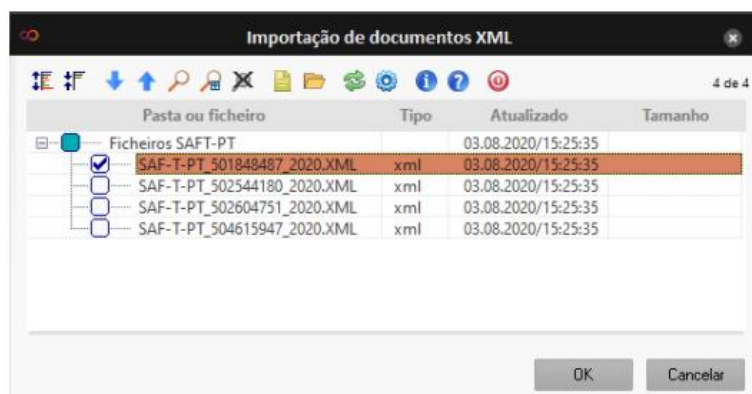 Importação de documentos XML
4 de 4
Pasta ou ficheiro Tipo Atualizado Tamanho
Ficheiros SAFT-PT 03.08.2020/15:25:35
SAF-T-PT_501848487_2020.XML xml 03.08.2020/15:25:35
SAF-T-PT_502544180_2020.XML xml 03.08.2020/15:25:35
SAF-T-PT_502604751_2020.XML xml 03.08.2020/15:25:35
SAF-T-PT_504615947_2020.XML xml 03.08.2020/15:25:35
OK Cancelar